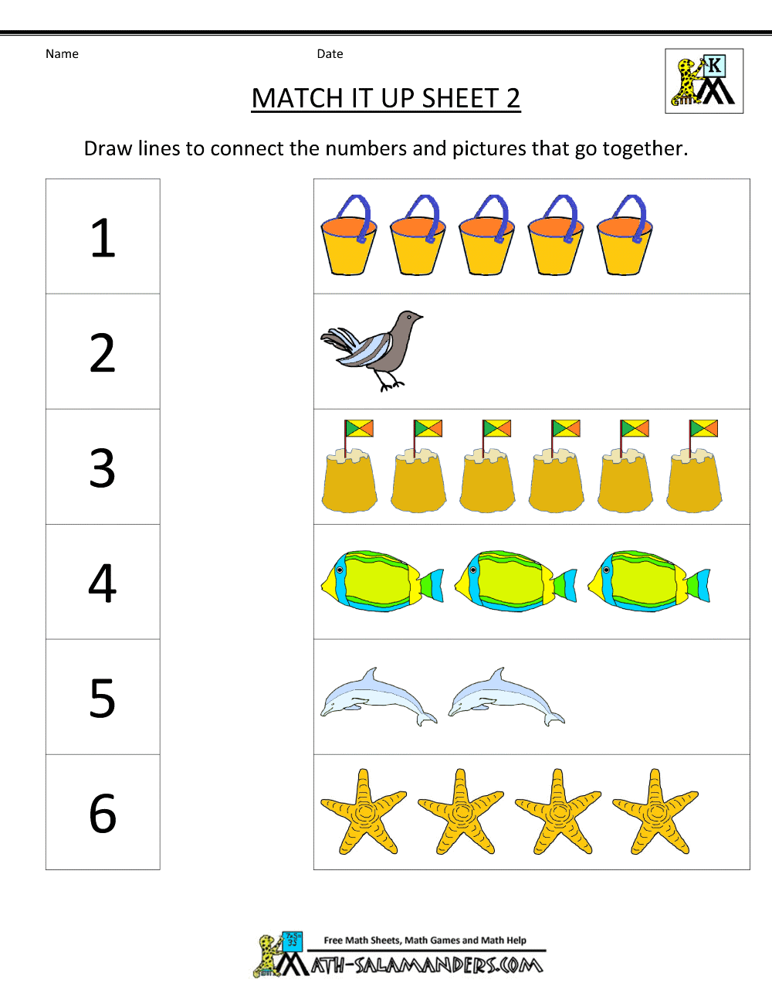 Name Date
K
MATCH IT UP SHEET 2
Draw lines to connect the numbers and pictures that go together.
1
2
3
4
5
6
7x5=
35
Free Math Sheets, Math Games and Math Help
MATH-SALAMANDERS.COM